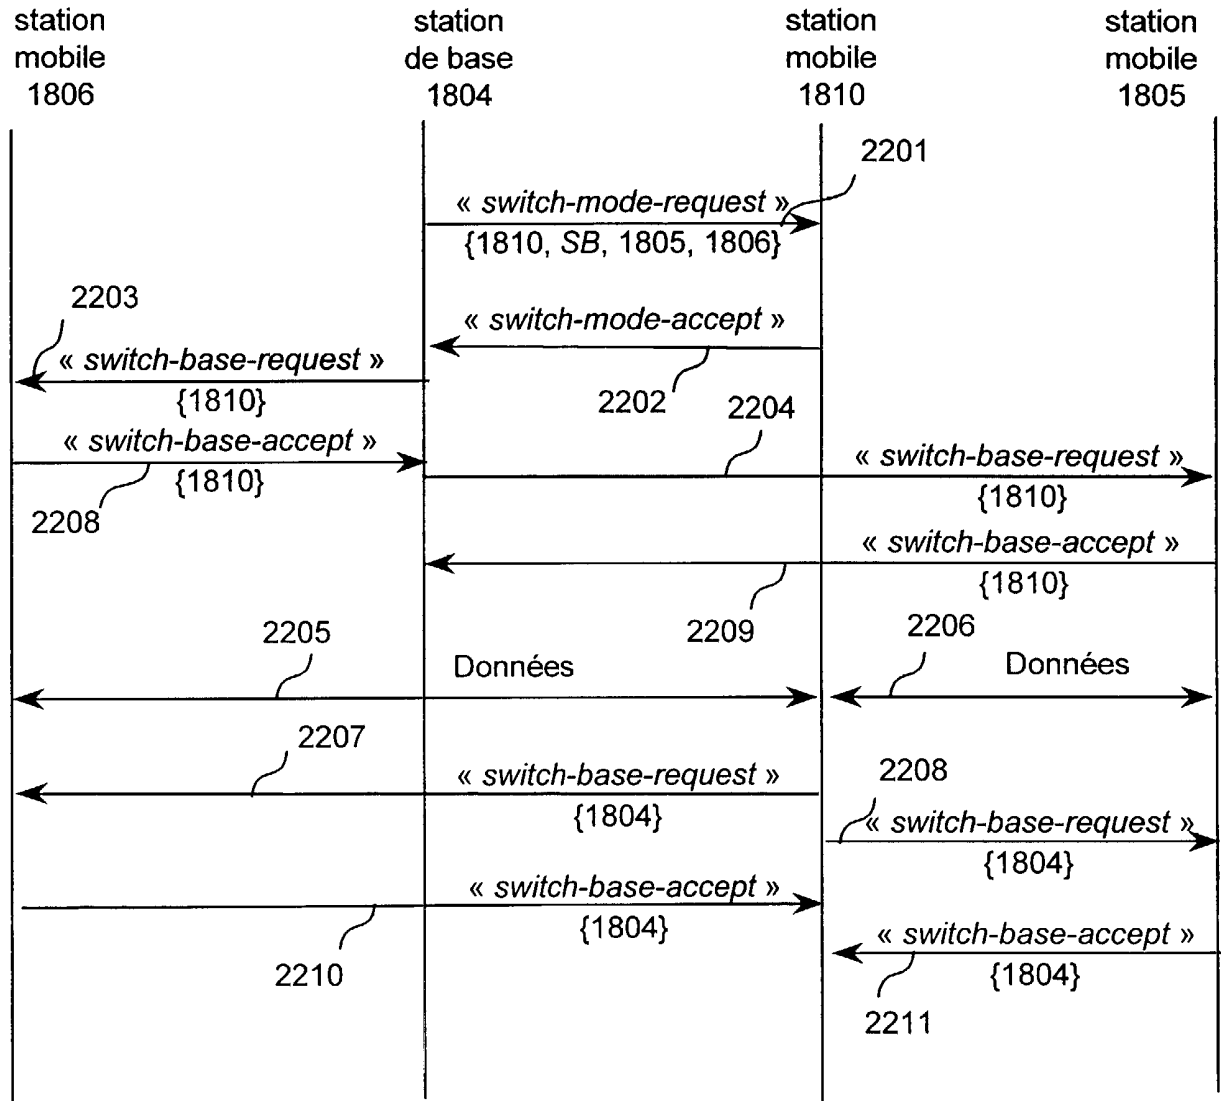 station
mobile
1806
station
de base
1804
station
mobile
1810
station
mobile
1805
2201
« switch-mode-request »
{1810, SB, 1805, 1806}
2203
« switch-mode-accept »
« switch-base-request »
{1810}
2202
2204
« switch-base-accept »
{1810}
« switch-base-request »
{1810}
2208
« switch-base-accept »
{1810}
2209
2205
2206
Données
Données
2207
« switch-base-request »
{1804}
2208
« switch-base-request »
{1804}
« switch-base-accept »
{1804}
« switch-base-accept »
{1804}
2210
2211